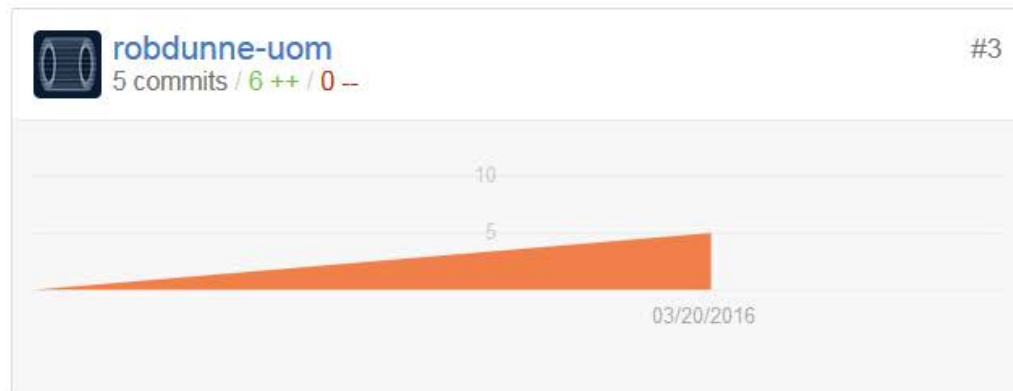 robdunne-uom
#3
5 commits / 6 ++ / 0 --
10
5
03/20/2016